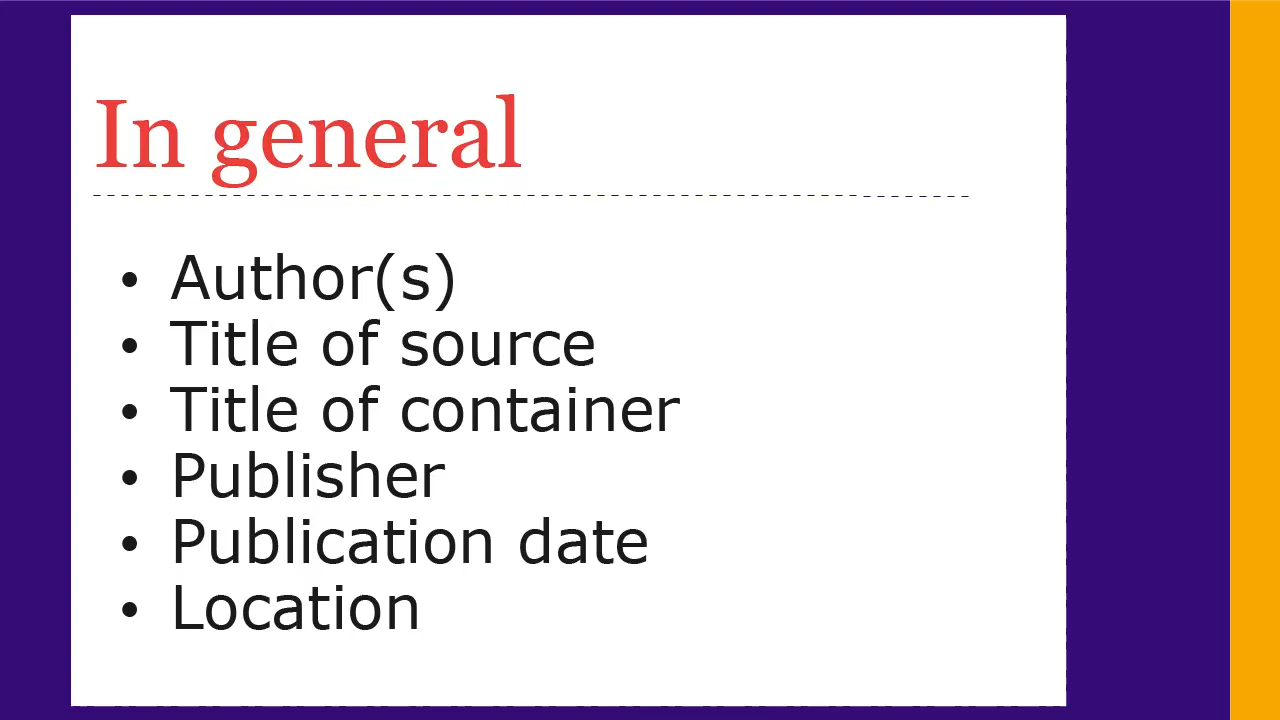 In general
• Author(s)
• Title of source
• Title of container
• Publisher
• Publication date
• Location